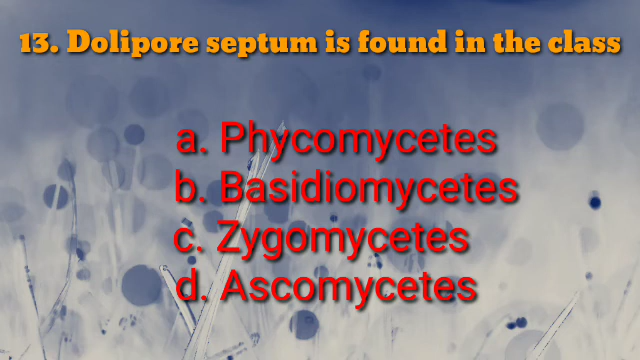 13. Dolipore septum is found in the class
a. Phycomycetes
b. Basidiomycetes
c. Zygomycetes
d. Ascomycetes